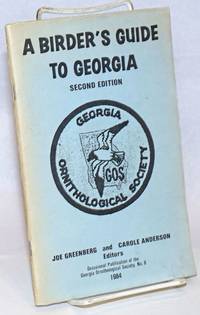 A BIRDER'S GUIDE
TO GEORGIA
SECOND EDITION
GEORGIA
GOS
ORNITHOLOGICAL SOCIETY
JOE GREENBERG and CAROLE ANDERSON
Editors
Occasional Publication of the
Georgia Ornithological Society, No. 8
1984